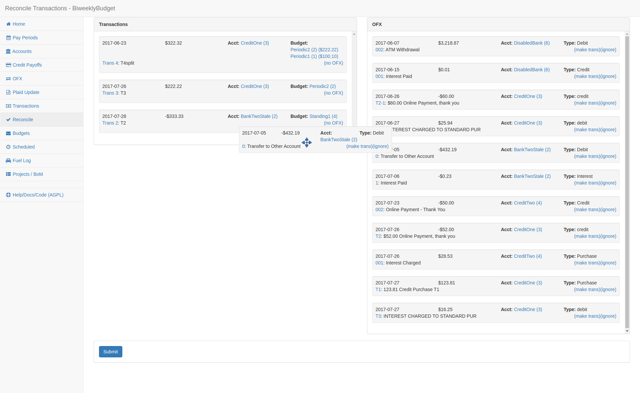 Reconcile Transactions - BiweeklyBudget
Home
Pay Periods
Accounts
Credit Payoffs
OFX
Plaid Update
Transactions
Reconcile
Budgets
Scheduled
Fuel Log
Projects / BoM
Help/Docs/Code (AGPL)
Transactions
2017-06-23 $322.32 Acct: CreditOne (3) Budget:
Periodic2 (2) ($222.22)
Periodic1 (1) ($100.10)
Trans 4: T4split (no OFX)
2017-07-26 $222.22 Acct: CreditOne (3) Budget: Periodic2 (2)
Trans 3: T3 (no OFX)
2017-07-28 -$333.33 Acct: BankTwoStale (2) Budget: Standing1 (4)
Trans 2: T2 (no OFX)
2017-07-05 -$432.19 Acct: Type: Debit
BankTwoStale (2)
0: Transfer to Other Account (make trans)(ignore)
OFX
2017-06-07 $3,218.87 Acct: DisabledBank (6) Type: Debit
002: ATM Withdrawal (make trans)(ignore)
2017-06-15 $0.01 Acct: DisabledBank (6) Type: Debit
001: Interest Paid (make trans)(ignore)
2017-06-26 -$60.00 Acct: CreditOne (3) Type: credit
T2-1: $60.00 Online Payment, thank you (make trans)(ignore)
2017-06-27 $25.94 Acct: CreditOne (3) Type: debit
TEREST CHARGED TO STANDARD PUR (make trans)(ignore)
-05 -$432.19 Acct: BankTwoStale (2) Type: Debit
0: Transfer to Other Account (make trans)(ignore)
2017-07-06 -$0.23 Acct: BankTwoStale (2) Type: Interest
1: Interest Paid (make trans)(ignore)
2017-07-23 -$50.00 Acct: CreditTwo (4) Type: Credit
002: Online Payment - Thank You (make trans)(ignore)
2017-07-26 -$52.00 Acct: CreditOne (3) Type: credit
T2: $52.00 Online Payment, thank you (make trans)(ignore)
2017-07-26 $28.53 Acct: CreditTwo (4) Type: Purchase
001: Interest Charged (make trans)(ignore)
2017-07-27 $123.81 Acct: CreditOne (3) Type: Purchase
T1: 123.81 Credit Purchase T1 (make trans)(ignore)
2017-07-27 $16.25 Acct: CreditOne (3) Type: debit
T3: INTEREST CHARGED TO STANDARD PUR (make trans)(ignore)
Submit